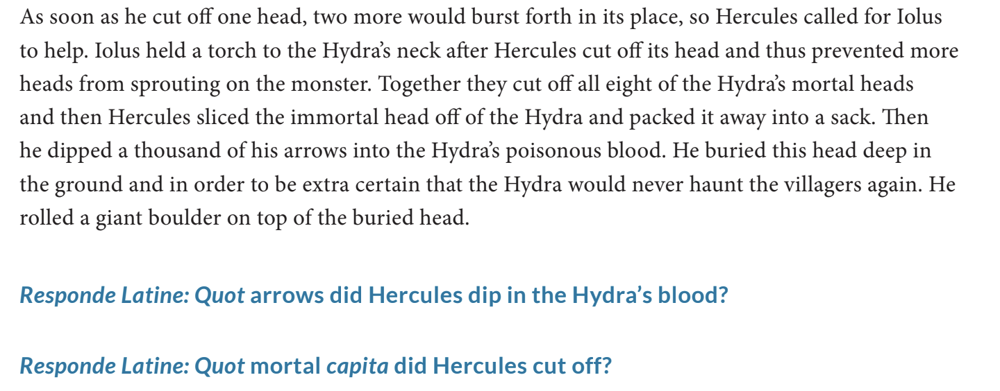 As soon as he cut off one head, two more would burst forth in its place, so Hercules called for Iolus
to help. Iolus held a torch to the Hydra’s neck after Hercules cut off its head and thus prevented more
heads from sprouting on the monster. Together they cut off all eight of the Hydra’s mortal heads
and then Hercules sliced the immortal head off of the Hydra and packed it away into a sack. Then
he dipped a thousand of his arrows into the Hydra’s poisonous blood. He buried this head deep in
the ground and in order to be extra certain that the Hydra would never haunt the villagers again. He
rolled a giant boulder on top of the buried head.
Responde Latine: Quot arrows did Hercules dip in the Hydra’s blood?
Responde Latine: Quot mortal capita did Hercules cut off?